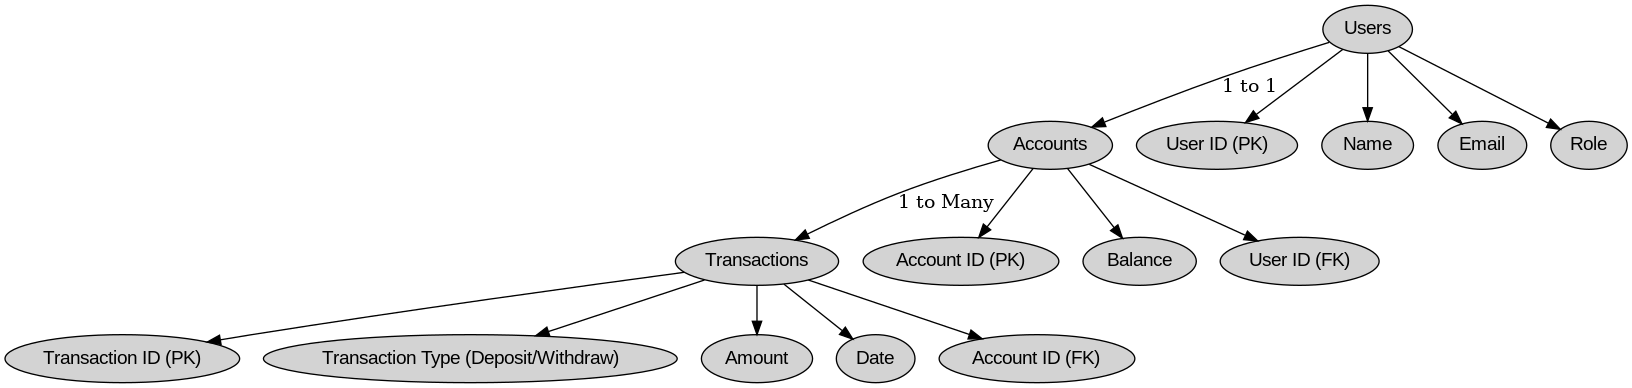 Users
1 to 1
Accounts
User ID (PK)
Name
Email
Role
1 to Many
Transactions
Account ID (PK)
Balance
User ID (FK)
Transaction ID (PK)
Transaction Type (Deposit/Withdraw)
Amount
Date
Account ID (FK)